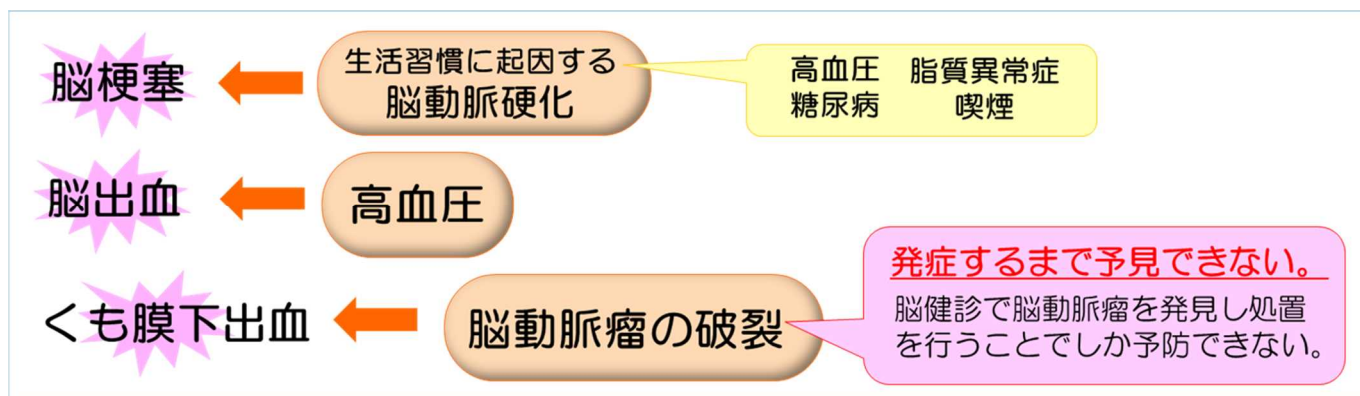 脳梗塞
生活習慣に起因する
脳動脈硬化
高血圧 脂質異常症
糖尿病 喫煙
脳出血
高血圧
くも膜下出血
脳動脈瘤の破裂
発症するまで予見できない。
脳健診で脳動脈瘤を発見し処置
を行うことでしか予防できない。